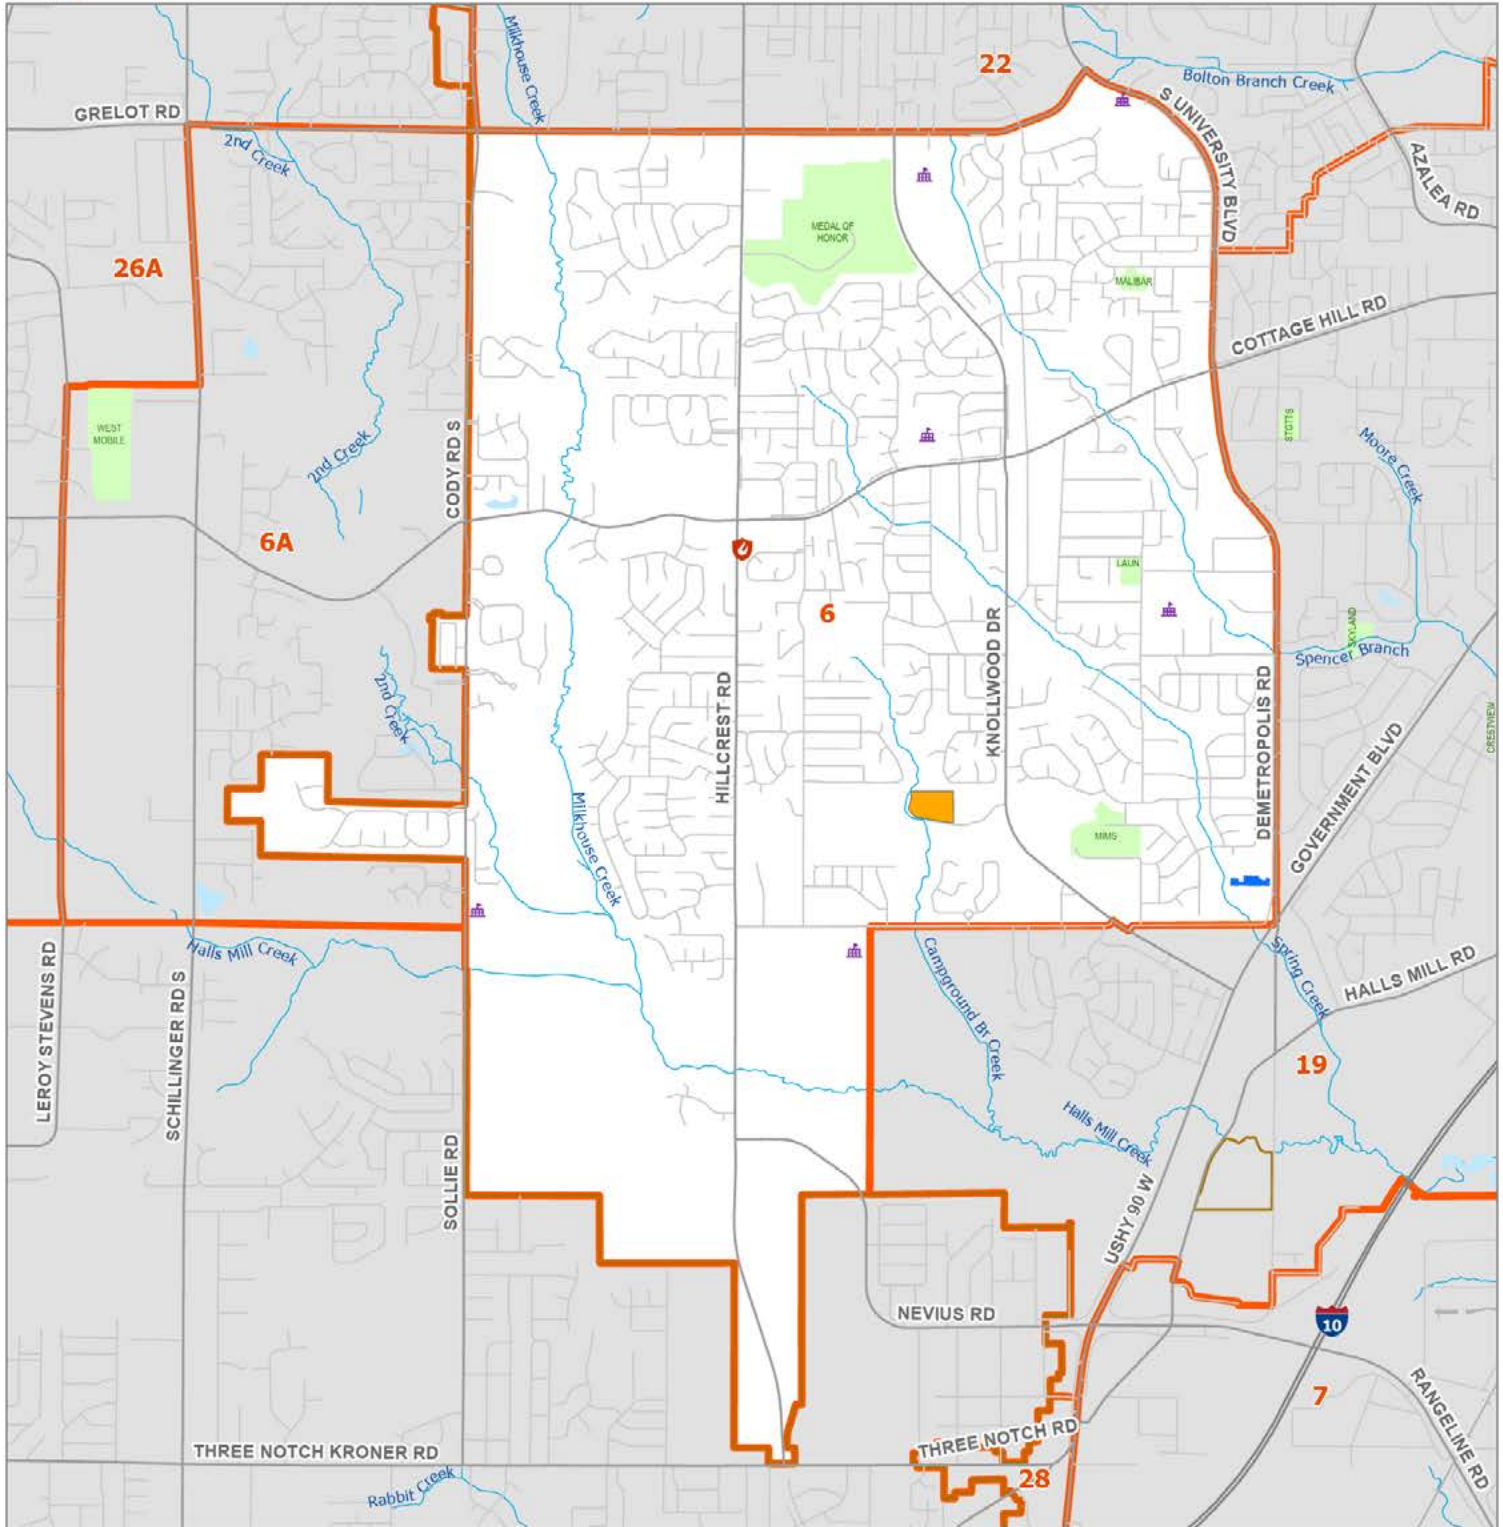 22
Milkhouse Creek
Bolton Branch Creek
GRELOT RD
S UNIVERSITY BLVD
2nd Creek
AZALEA RD
MEDAL OF
HONOR
26A
MALIBAR
COTTAGE HILL RD
WEST
MOBILE
STOTTS
Moore Creek
2nd Creek
CODY RD S
6A
LAUN
6
KNOLLWOOD DR
SKYLAND
Spencer Branch
2nd Creek
HILLCREST RD
DEMETROPOLIS RD
CRESTVIEW
GOVERNMENT BLVD
Milkhouse Creek
MIMS
LEROY STEVENS RD
Halls Mill Creek
SCHILLINGER RD S
Campground Br Creek
Spring Creek
HALLS MILL RD
19
Halls Mill Creek
SOLLIE RD
USHY 90 W
NEVIUS RD
10
7
RANGELINE RD
THREE NOTCH KRONER RD
THREE NOTCH RD
28
Rabbit Creek